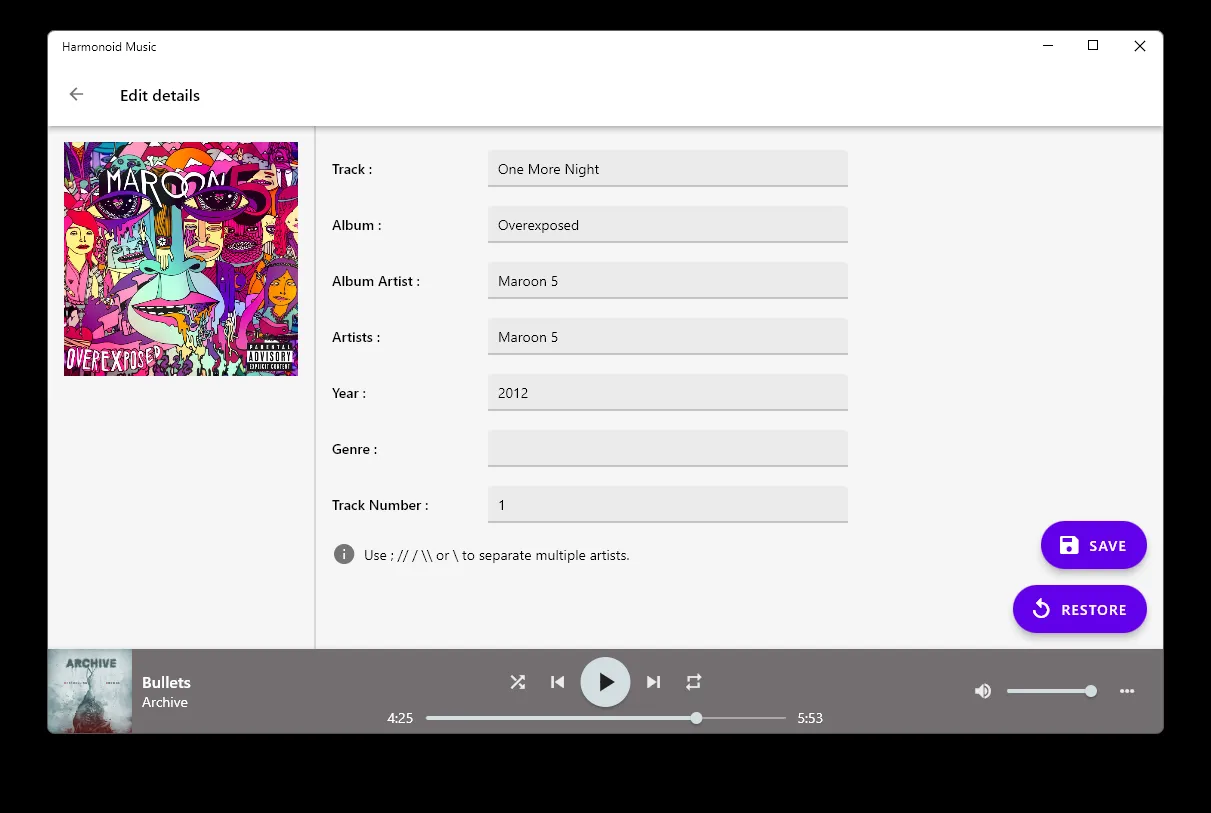 Harmonoid Music
Edit details
MAROON 5
OVEREXPOSED
PARENTAL
ADVISORY
EXPLICIT CONTENT
Track : One More Night
Album : Overexposed
Album Artist : Maroon 5
Artists : Maroon 5
Year : 2012
Genre :
Track Number : 1
Use ; // / \\ or \ to separate multiple artists.
SAVE
RESTORE
ARCHIVE
Bullets
Archive
4:25
5:53